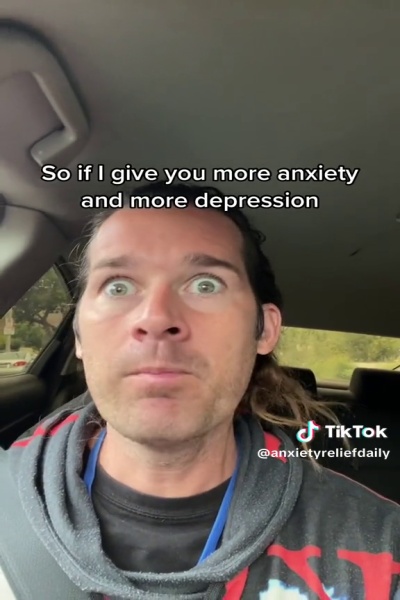 So if I give you more anxiety
and more depression
TikTok
@anxietyreliefdaily